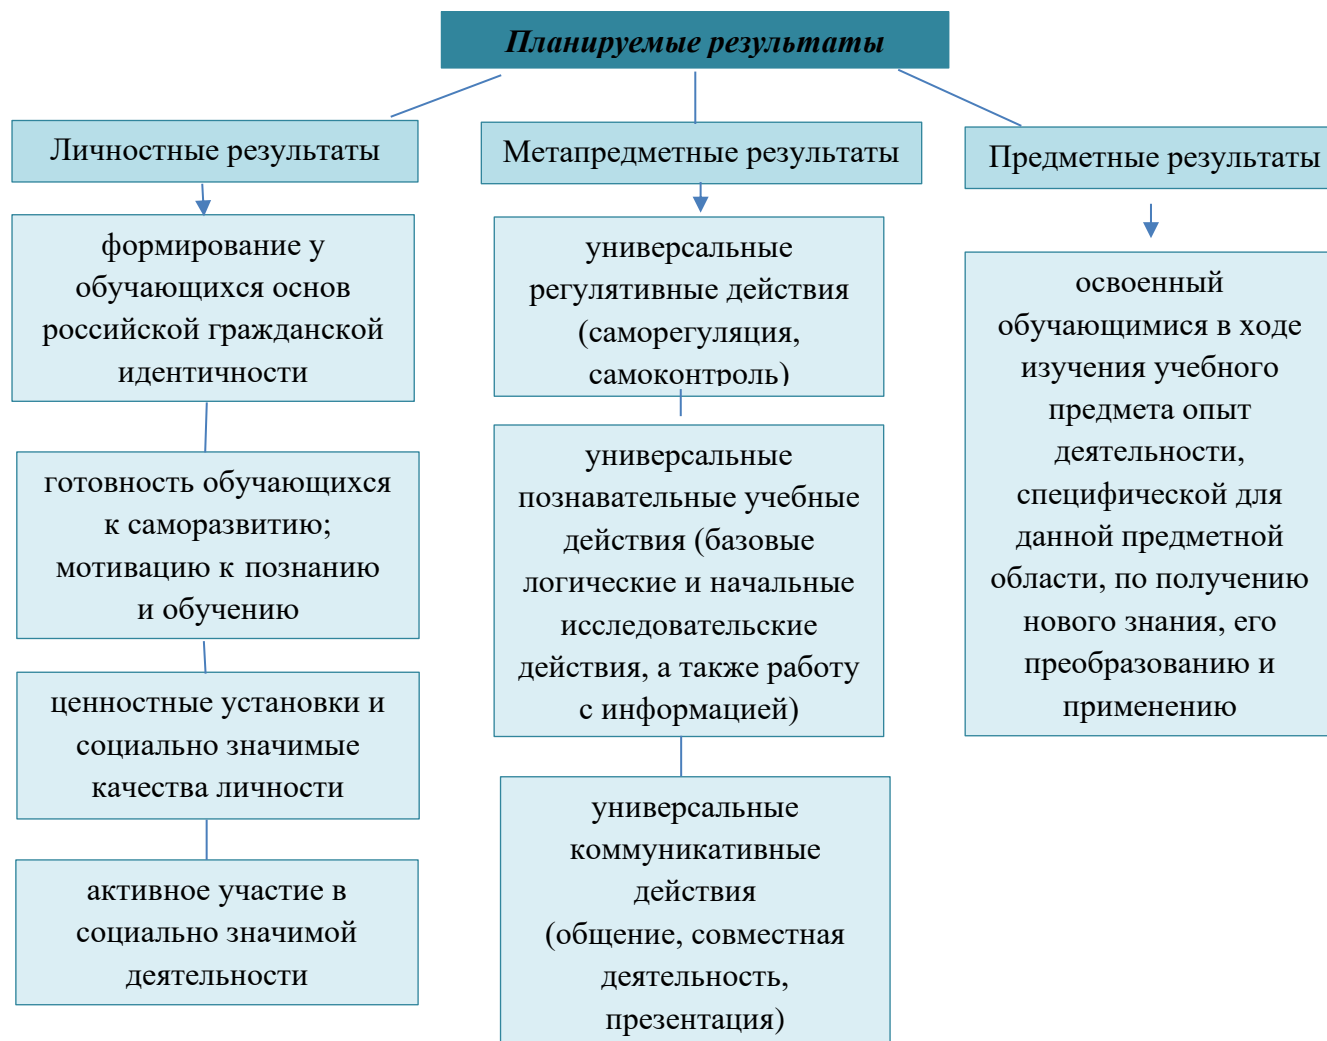 Планируемые результаты
Личностные результаты
формирование у
обучающихся основ
российской гражданской
идентичности
готовность обучающихся
к саморазвитию;
мотивацию к познанию
и обучению
ценностные установки и
социально значимые
качества личности
активное участие в
социально значимой
деятельности
Метапредметные результаты
универсальные
регулятивные действия
(саморегуляция,
самоконтроль)
универсальные
познавательные учебные
действия (базовые
логические и начальные
исследовательские
действия, а также работу
с информацией)
универсальные
коммуникативные
действия
(общение, совместная
деятельность,
презентация)
Предметные результаты
освоенный
обучающимися в ходе
изучения учебного
предмета опыт
деятельности,
специфической для
данной предметной
области, по получению
нового знания, его
преобразованию и
применению